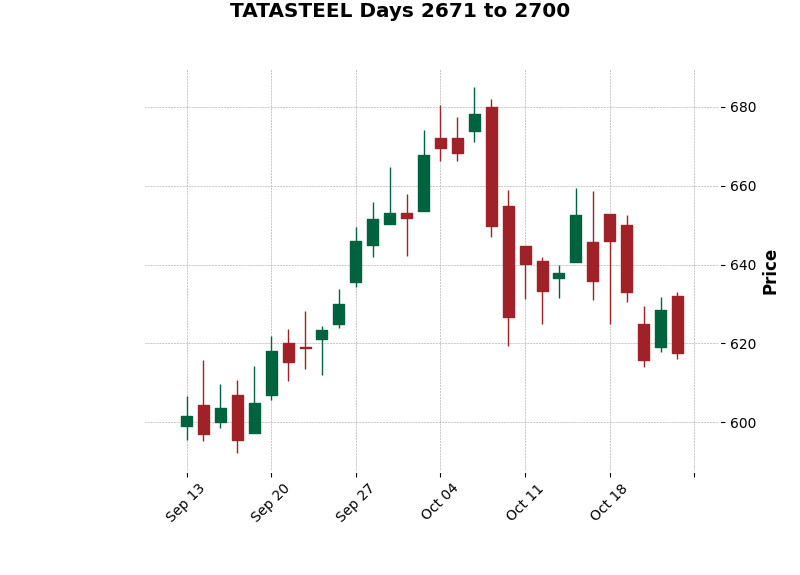 TATASTEEL Days 2671 to 2700
680
660
640
620
600
Price
Sep 13
Sep 20
Sep 27
Oct 04
Oct 11
Oct 18